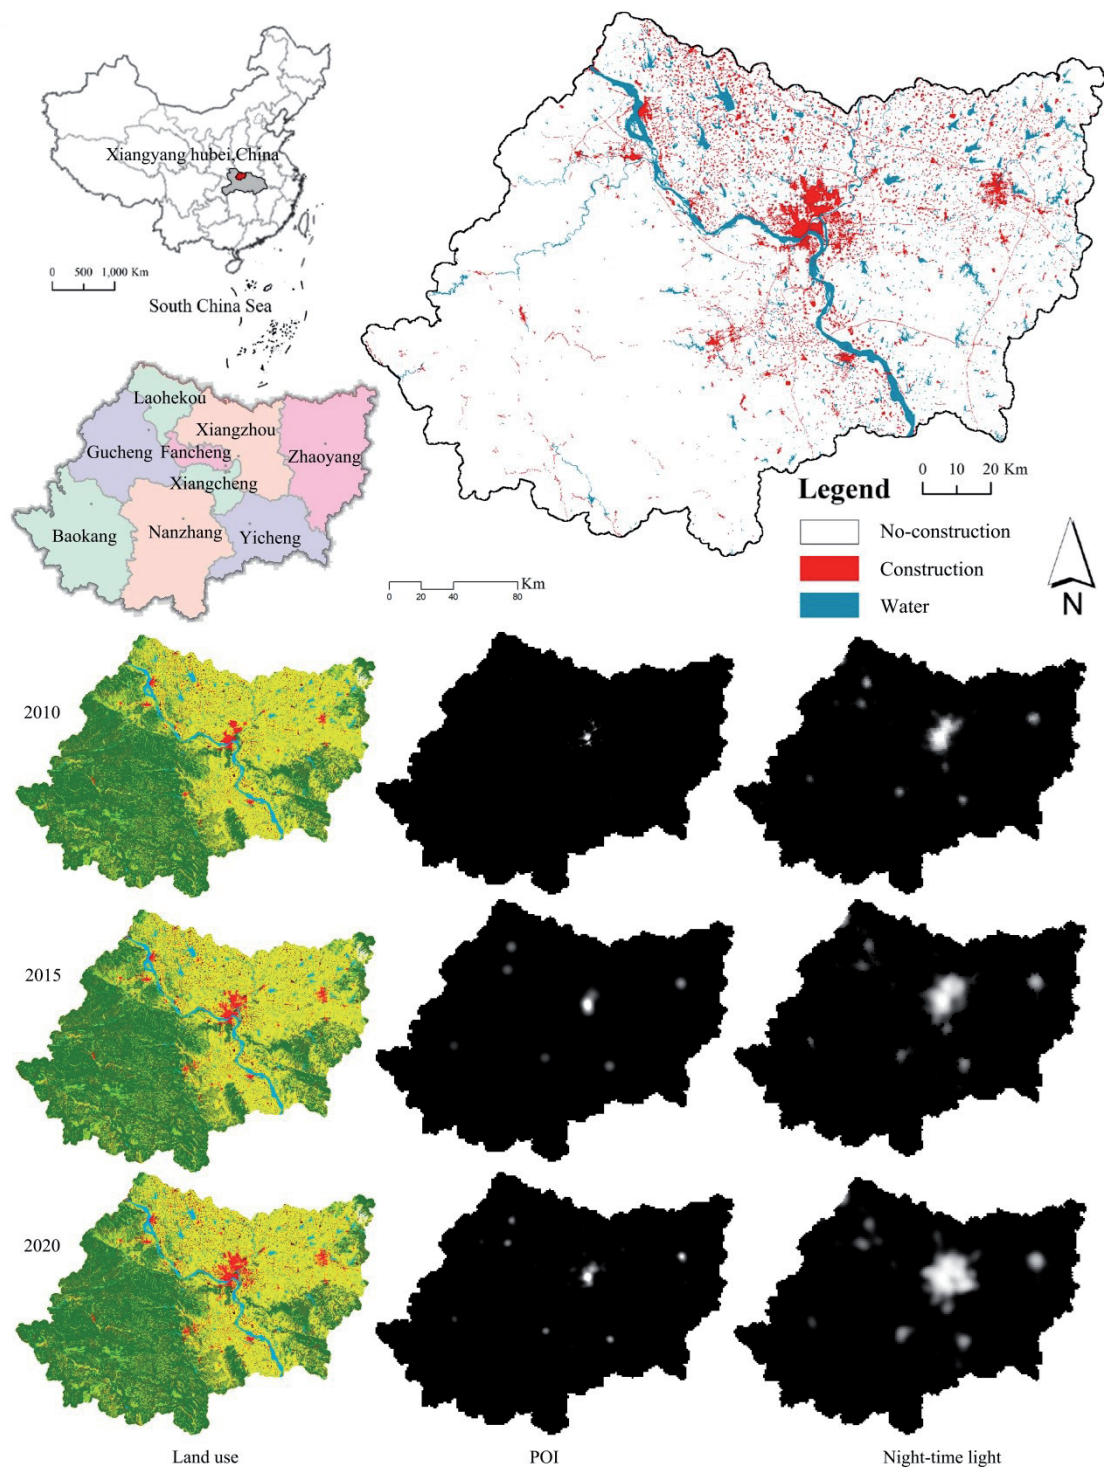 Xiangyang hubei,China
0 500 1,000 Km
South China Sea
Laohekou
Xiangzhou
Gucheng
Fancheng
Zhaoyang
Xiangcheng
Baokang
Nanzhang
Yicheng
Km
0 20 40 80
0 10 20 Km
Legend
No-construction
Construction
Water
N
2010
2015
2020
Land use
POI
Night-time light